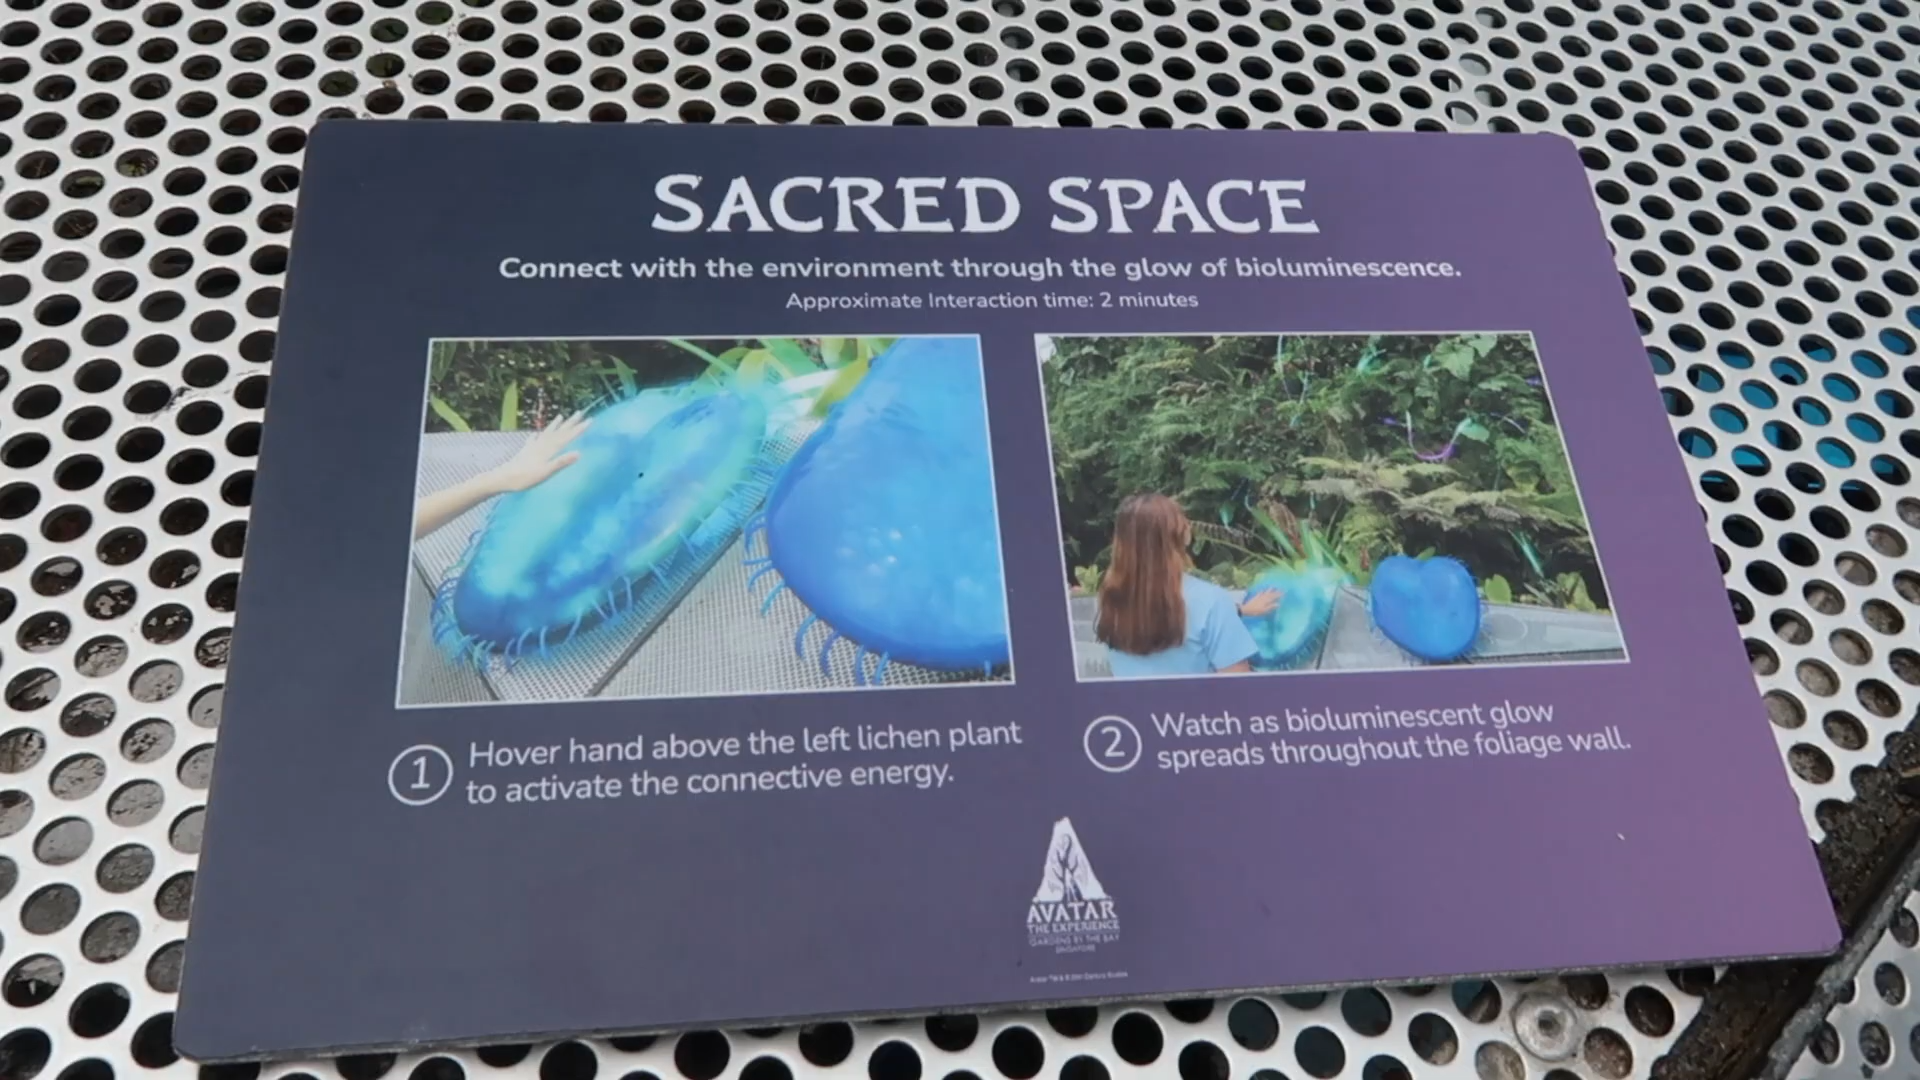 SACRED SPACE
Connect with the environment through the glow of bioluminescence.
Approximate Interaction time: 2 minutes
1 Hover hand above the left lichen plant
to activate the connective energy.
2 Watch as bioluminescent glow
spreads throughout the foliage wall.
AVATAR
THE EXPERIENCE
GARDENS BY THE BAY
SINGAPORE